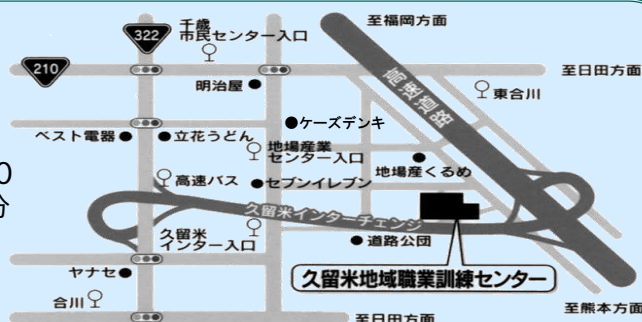 千歳
市民センター入口
至福岡方面
322
210
至日田方面
明治屋
高速道路
東合川
ケーズデンキ
ベスト電器
立花うどん
地場産業
センター入口
地場産くるめ
0
分
高速バス
セブンイレブン
久留米インターチェンジ
久留米
インター入口
道路公団
ヤナセ
久留米地域職業訓練センター
合川
至熊本方面
至日田方面